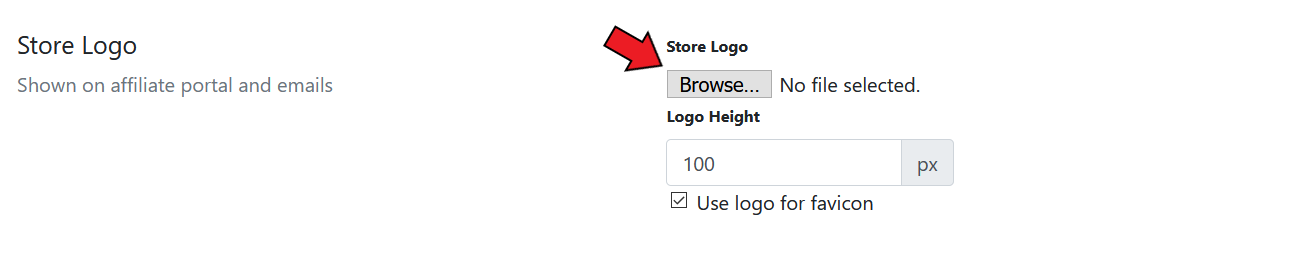 Store Logo
Shown on affiliate portal and emails
Store Logo
Browse... No file selected.
Logo Height
100 px
Use logo for favicon